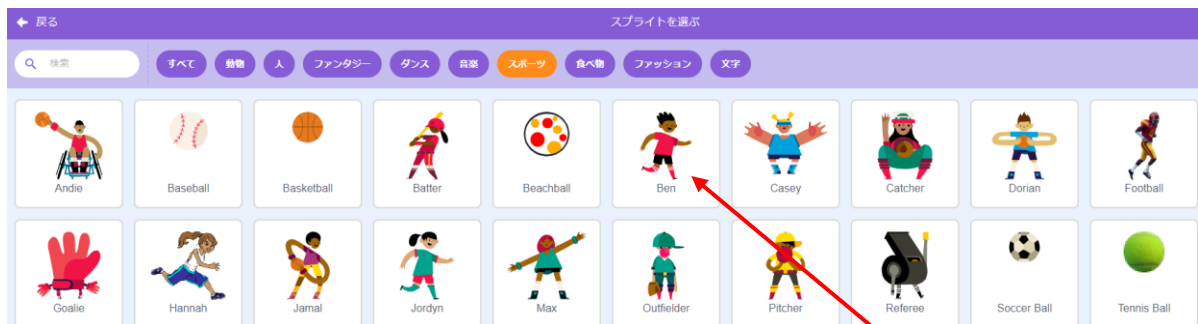 戻る
スプライトを選ぶ
検索
すべて
動物
人
ファンタジー
ダンス
音楽
スポーツ
食べ物
ファッション
文字
Andie
Baseball
Basketball
Batter
Beachball
Ben
Casey
Catcher
Dorian
Football
Goalie
Hannah
Jamal
Jordyn
Max
Outfielder
Pitcher
Referee
Soccer Ball
Tennis Ball